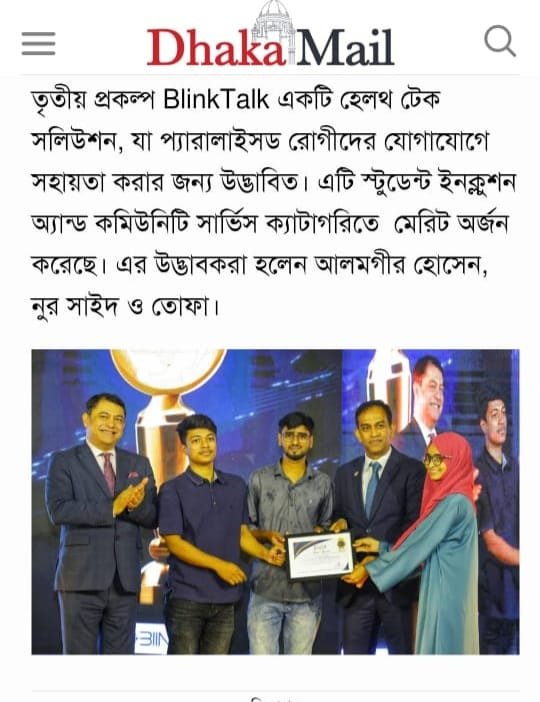 Dhaka Mail
তৃতীয় প্রকল্প BlinkTalk একটি হেলথ টেক
সলিউশন, যা প্যারালাইসড রোগীদের যোগাযোগে
সহায়তা করার জন্য উদ্ভাবিত। এটি স্টুডেন্ট ইনক্লুশন
অ্যান্ড কমিউনিটি সার্ভিস ক্যাটাগরিতে মেরিট অর্জন
করেছে। এর উদ্ভাবকরা হলেন আলমগীর হোসেন,
নুর সাইদ ও তোফা।